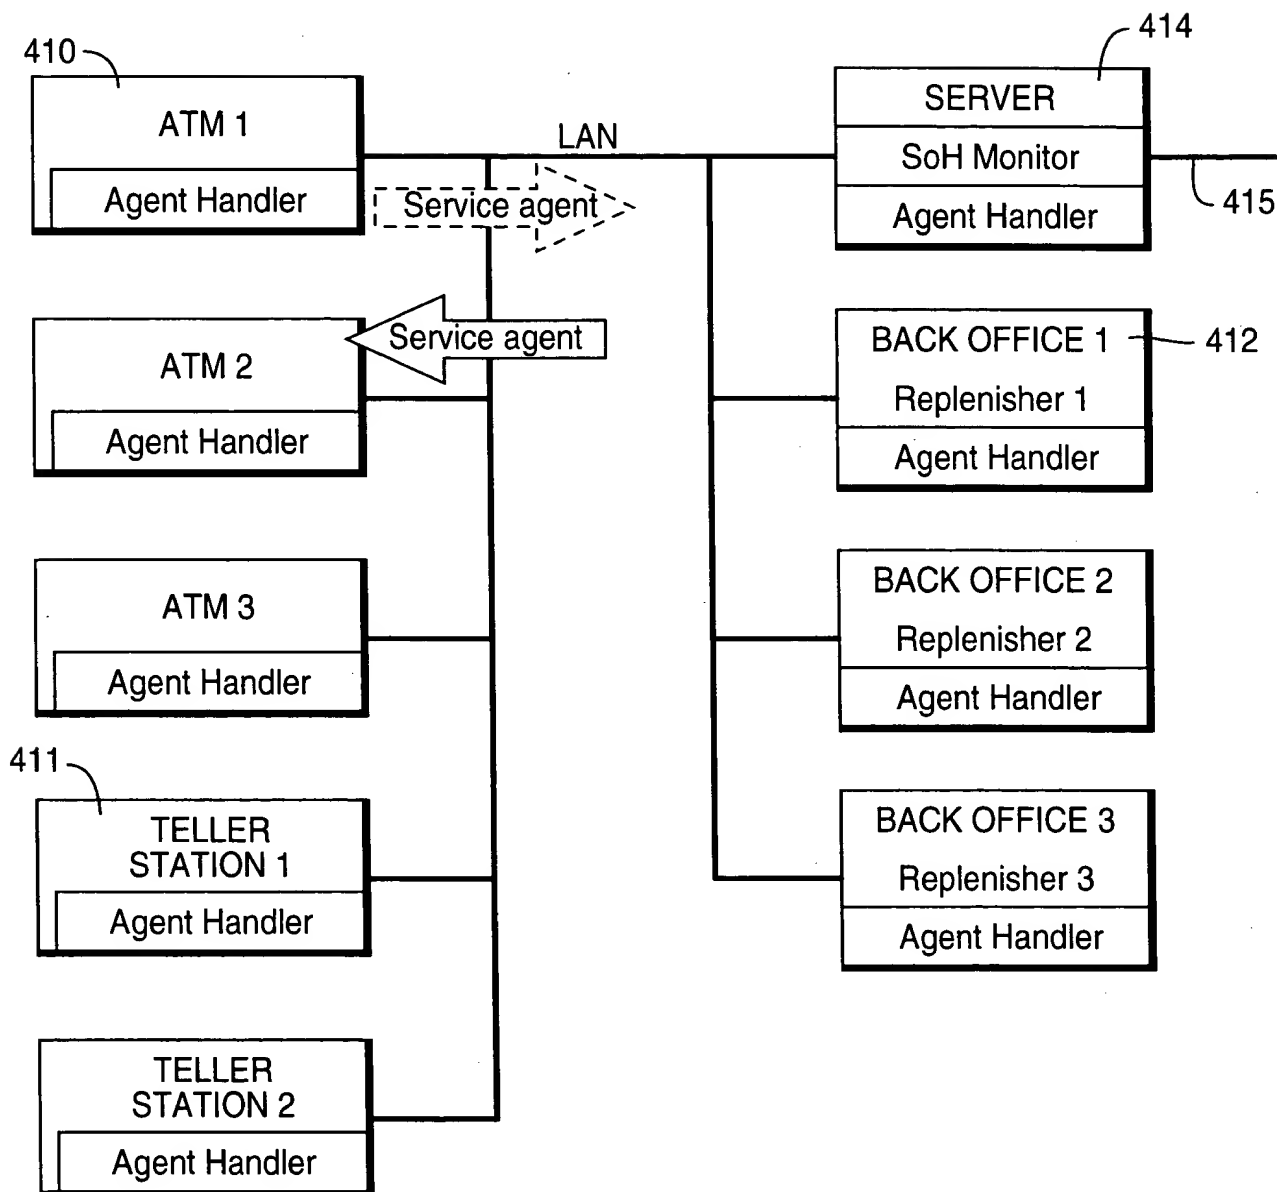 410
ATM 1
Agent Handler
LAN
Service agent
414
SERVER
SoH Monitor
Agent Handler
415
ATM 2
Agent Handler
Service agent
BACK OFFICE 1
Replenisher 1
Agent Handler
412
ATM 3
Agent Handler
BACK OFFICE 2
Replenisher 2
Agent Handler
411
TELLER
STATION 1
Agent Handler
BACK OFFICE 3
Replenisher 3
Agent Handler
TELLER
STATION 2
Agent Handler